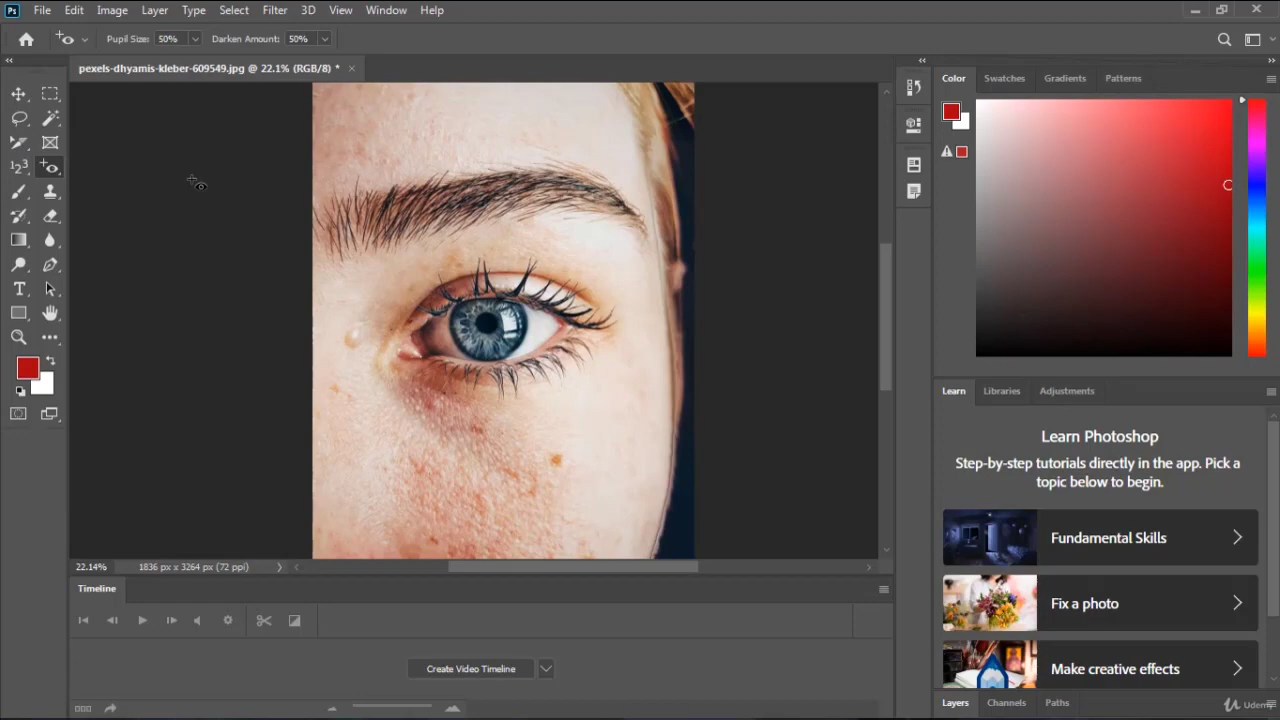 Ps File Edit Image Layer Type Select Filter 3D View Window Help
Pupil Size: 50% Darken Amount: 50%
pexels-dhyamis-kleber-609549.jpg @ 22.1% (RGB/8) * ×
Color Swatches Gradients Patterns
123
T
22.14% 1836 px x 3264 px (72 ppi)
Timeline
Create Video Timeline
Learn Libraries Adjustments
Learn Photoshop
Step-by-step tutorials directly in the app. Pick a
topic below to begin.
Fundamental Skills
Fix a photo
Make creative effects
Layers Channels Paths
Udemy